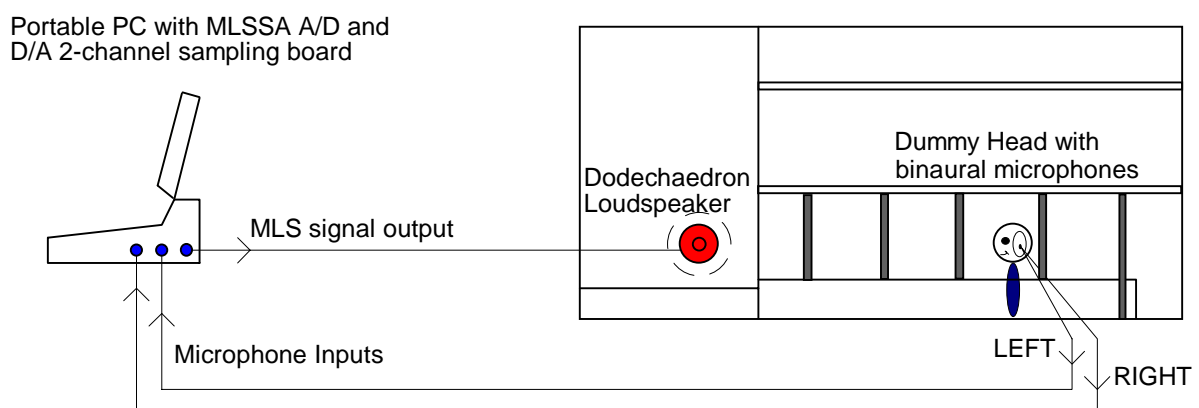 Portable PC with MLSSA A/D and
D/A 2-channel sampling board
Dummy Head with
binaural microphones
Dodechaedron
Loudspeaker
MLS signal output
Microphone Inputs
LEFT
RIGHT